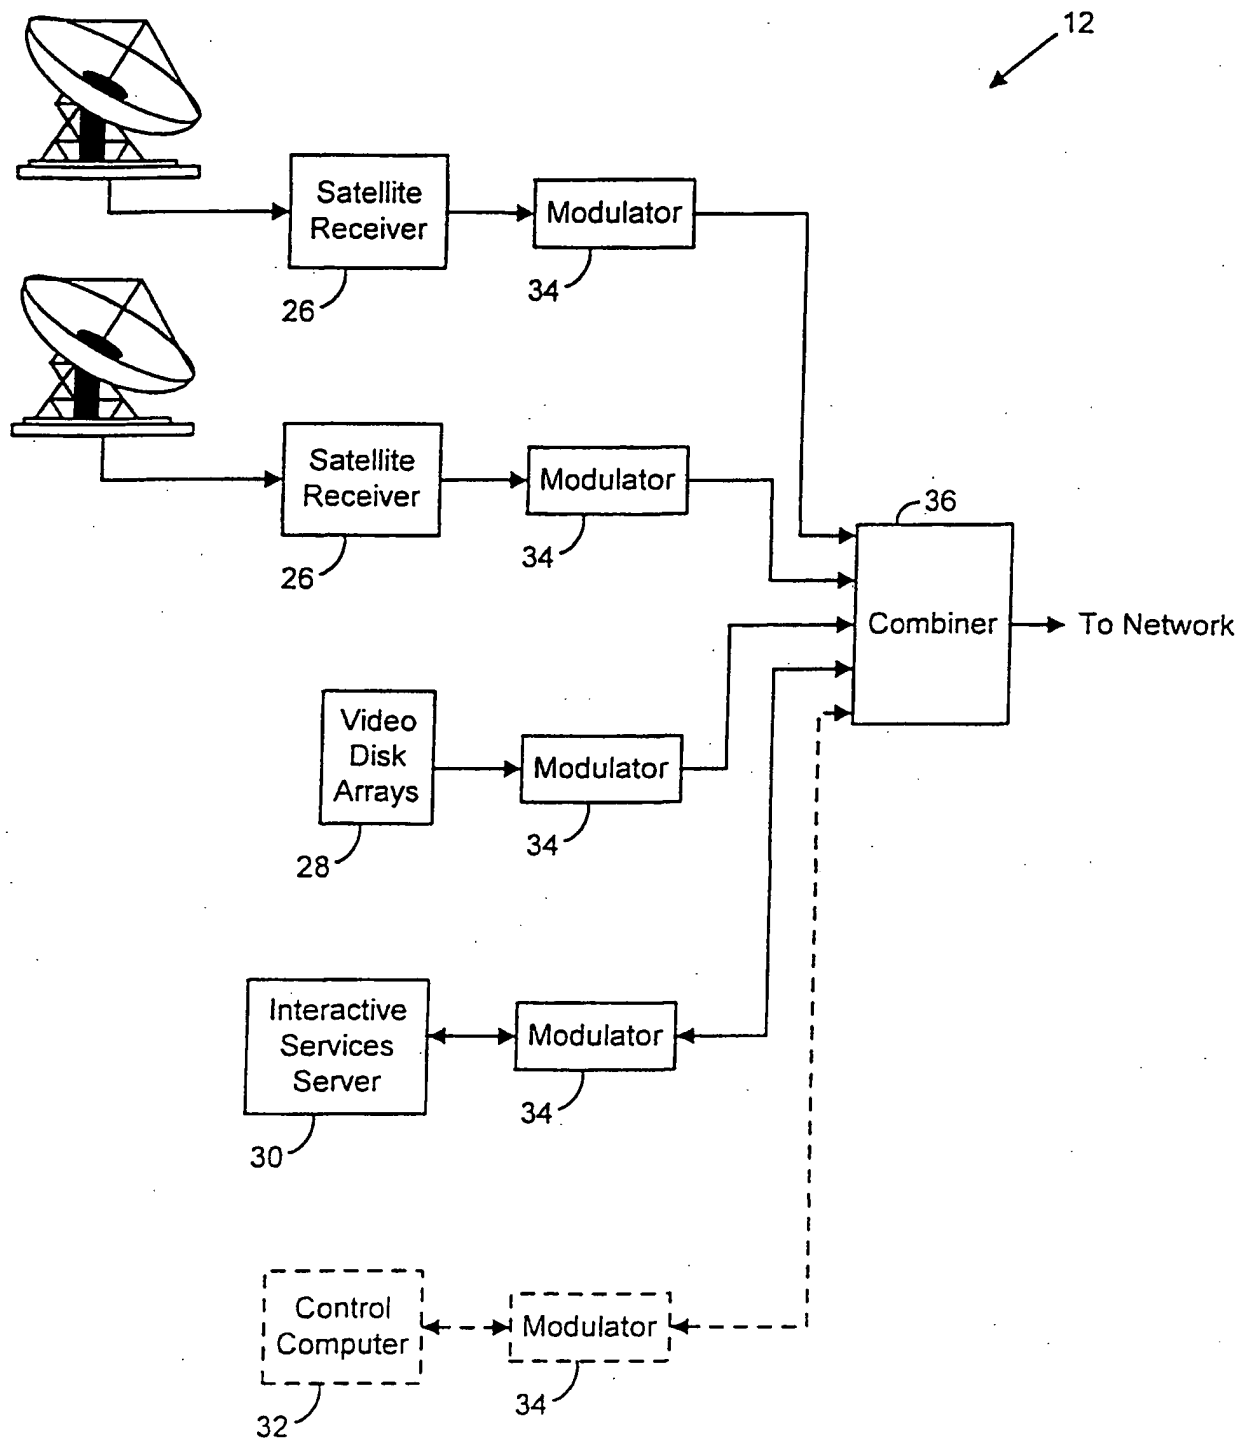 12
Satellite
Receiver
Modulator
26
34
Satellite
Receiver
Modulator
26
34
36
Combiner
To Network
Video
Disk
Arrays
Modulator
28
34
Interactive
Services
Server
Modulator
30
34
Control
Computer
Modulator
32
34